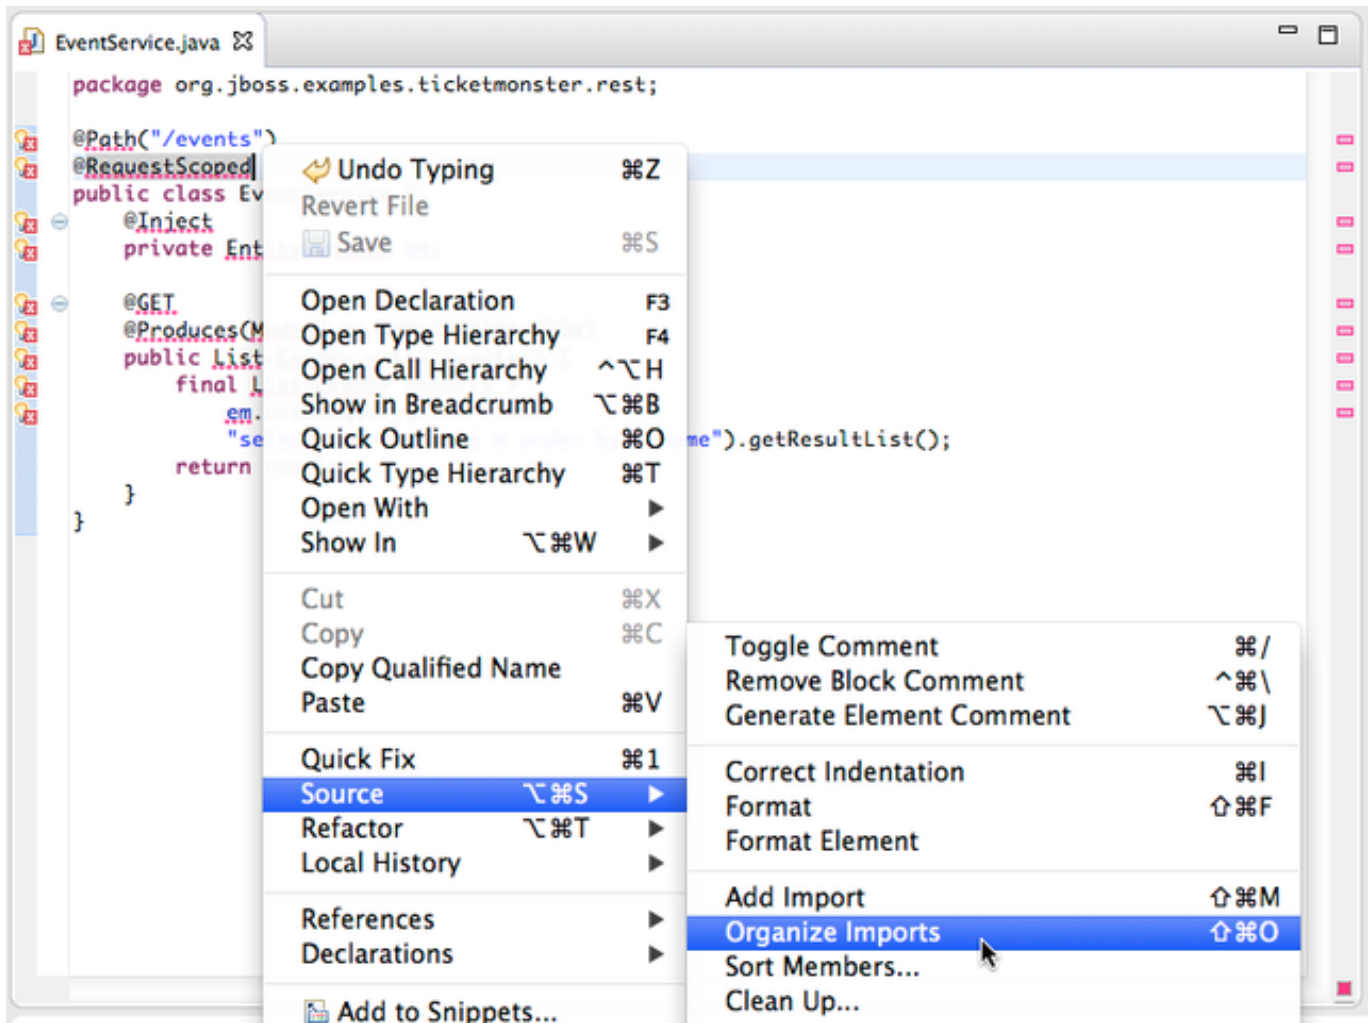 EventService.java
package org.jboss.examples.ticketmonster.rest;
@Path("/events")
@RequestScoped
public class Ev
@Inject
private Ent
@GET
@Produces(M
public List
final L
em.
"se me").getResultList();
return
}
}
Undo Typing ⌘Z
Revert File
Save ⌘S
Open Declaration F3
Open Type Hierarchy F4
Open Call Hierarchy ^⌥H
Show in Breadcrumb ⌥⌘B
Quick Outline ⌘O
Quick Type Hierarchy ⌘T
Open With ▶
Show In ⌥⌘W ▶
Cut ⌘X
Copy ⌘C
Copy Qualified Name
Paste ⌘V
Quick Fix ⌘1
Source ⌥⌘S ▶
Refactor ⌥⌘T ▶
Local History ▶
References ▶
Declarations ▶
Add to Snippets...
Toggle Comment ⌘/
Remove Block Comment ^⌘\
Generate Element Comment ⌥⌘J
Correct Indentation ⌘I
Format ⇧⌘F
Format Element
Add Import ⇧⌘M
Organize Imports ⇧⌘O
Sort Members...
Clean Up...